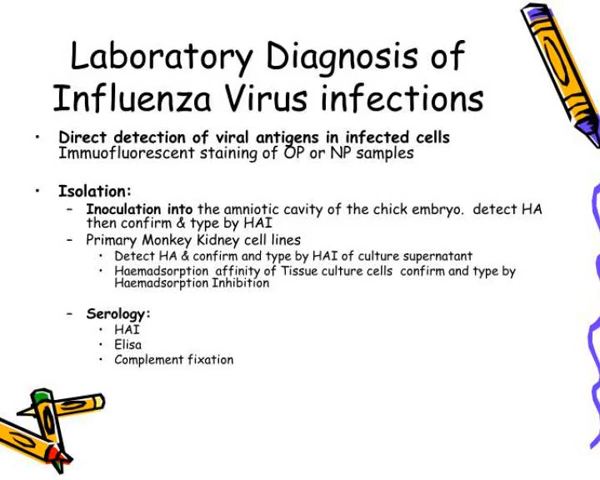 Laboratory Diagnosis of
Influenza Virus infections
• Direct detection of viral antigens in infected cells
Immuofluorescent staining of OP or NP samples
• Isolation:
– Inoculation into the amniotic cavity of the chick embryo. detect HA
then confirm & type by HAI
– Primary Monkey Kidney cell lines
• Detect HA & confirm and type by HAI of culture supernatant
• Haemadsorption affinity of Tissue culture cells confirm and type by
Haemadsorption Inhibition
– Serology:
• HAI
• Elisa
• Complement fixation